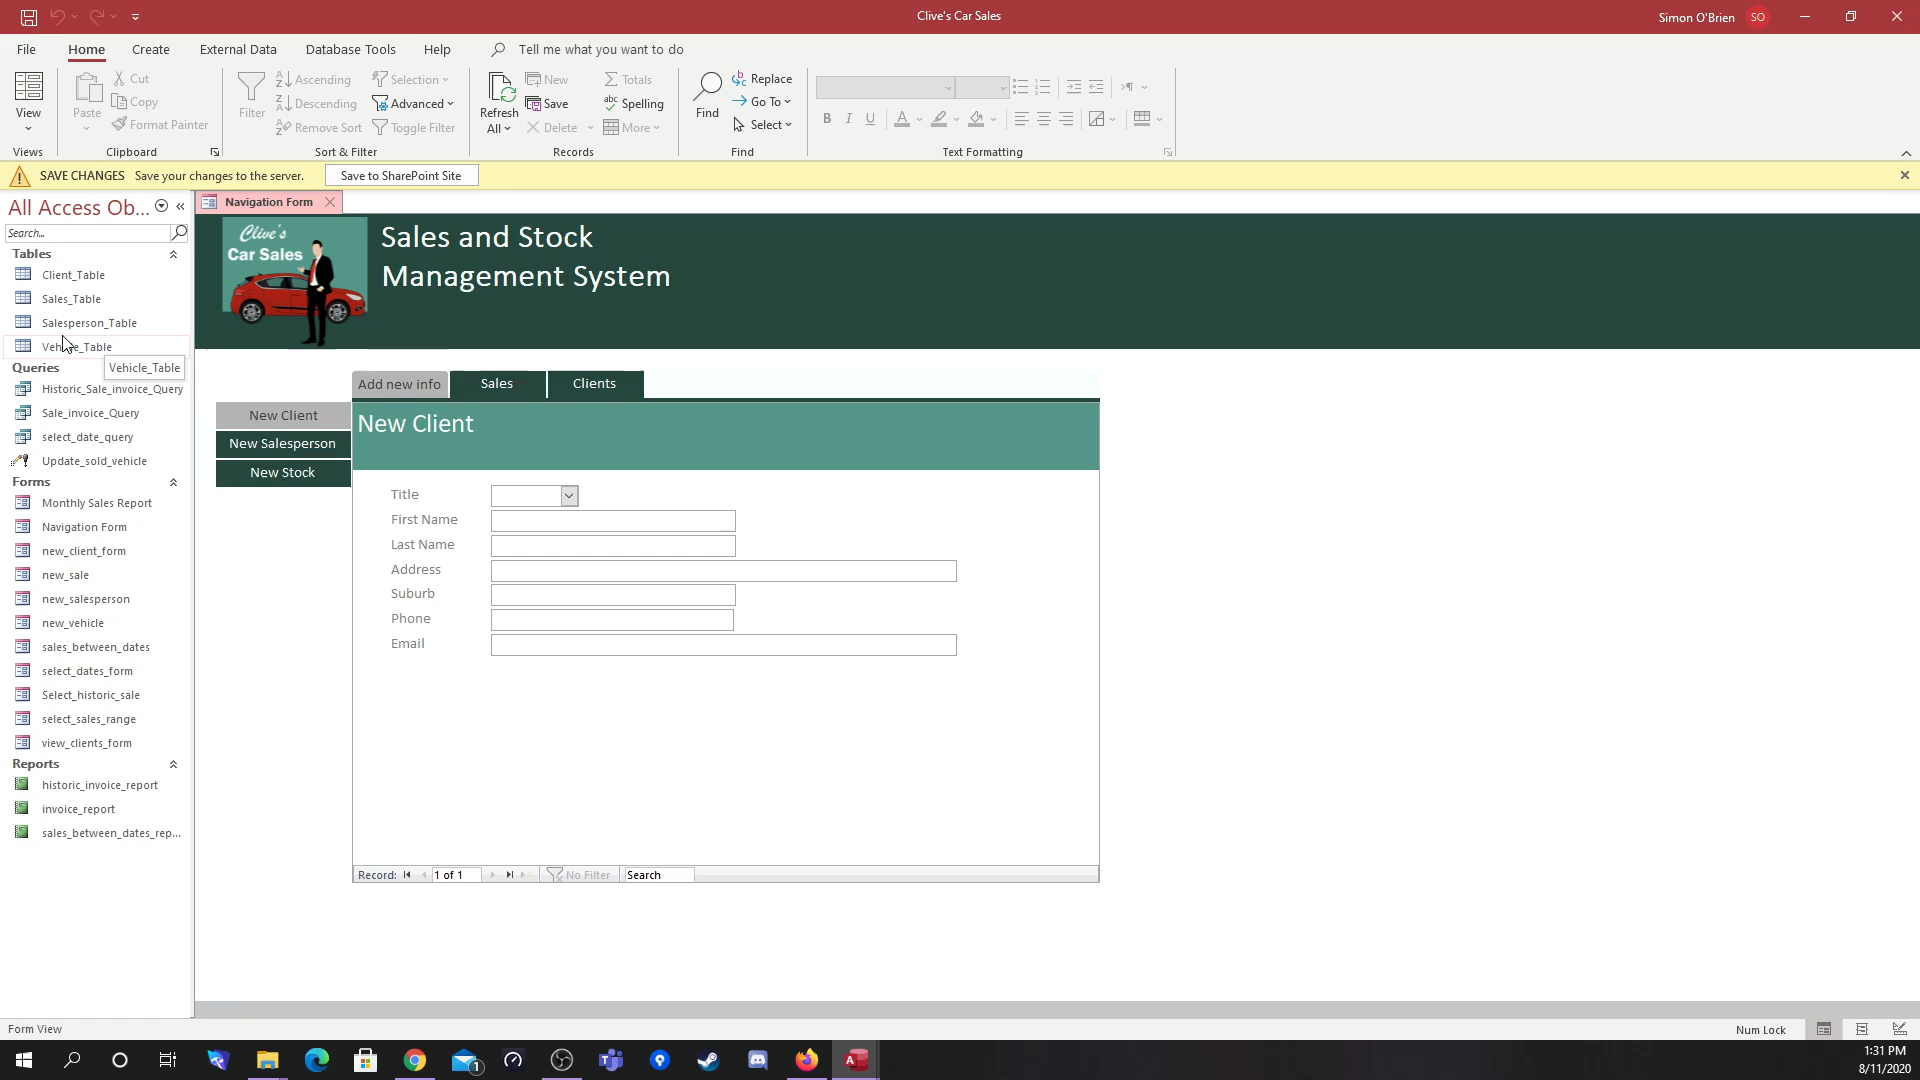 Clive's Car Sales
Simon O'Brien
SO
File
Home
Create
External Data
Database Tools
Help
Tell me what you want to do
View
Views
Paste
Cut
Copy
Format Painter
Clipboard
Filter
Ascending
Descending
Remove Sort
Selection
Advanced
Toggle Filter
Sort & Filter
Refresh
All
New
Save
Delete
Totals
Spelling
More
Records
Find
Replace
Go To
Select
Find
B I U
Text Formatting
SAVE CHANGES Save your changes to the server.
Save to SharePoint Site
All Access Ob...
Search...
Tables
Client_Table
Sales_Table
Salesperson_Table
Vehicle_Table
Vehicle_Table
Queries
Historic_Sale_invoice_Query
Sale_invoice_Query
select_date_query
Update_sold_vehicle
Forms
Monthly Sales Report
Navigation Form
new_client_form
new_sale
new_salesperson
new_vehicle
sales_between_dates
select_dates_form
Select_historic_sale
select_sales_range
view_clients_form
Reports
historic_invoice_report
invoice_report
sales_between_dates_rep...
Navigation Form
Clive's
Car Sales
Sales and Stock
Management System
Add new info
Sales
Clients
New Client
New Salesperson
New Stock
New Client
Title
First Name
Last Name
Address
Suburb
Phone
Email
Record:
1 of 1
No Filter
Search
Form View
Num Lock
1
1:31 PM
8/11/2020